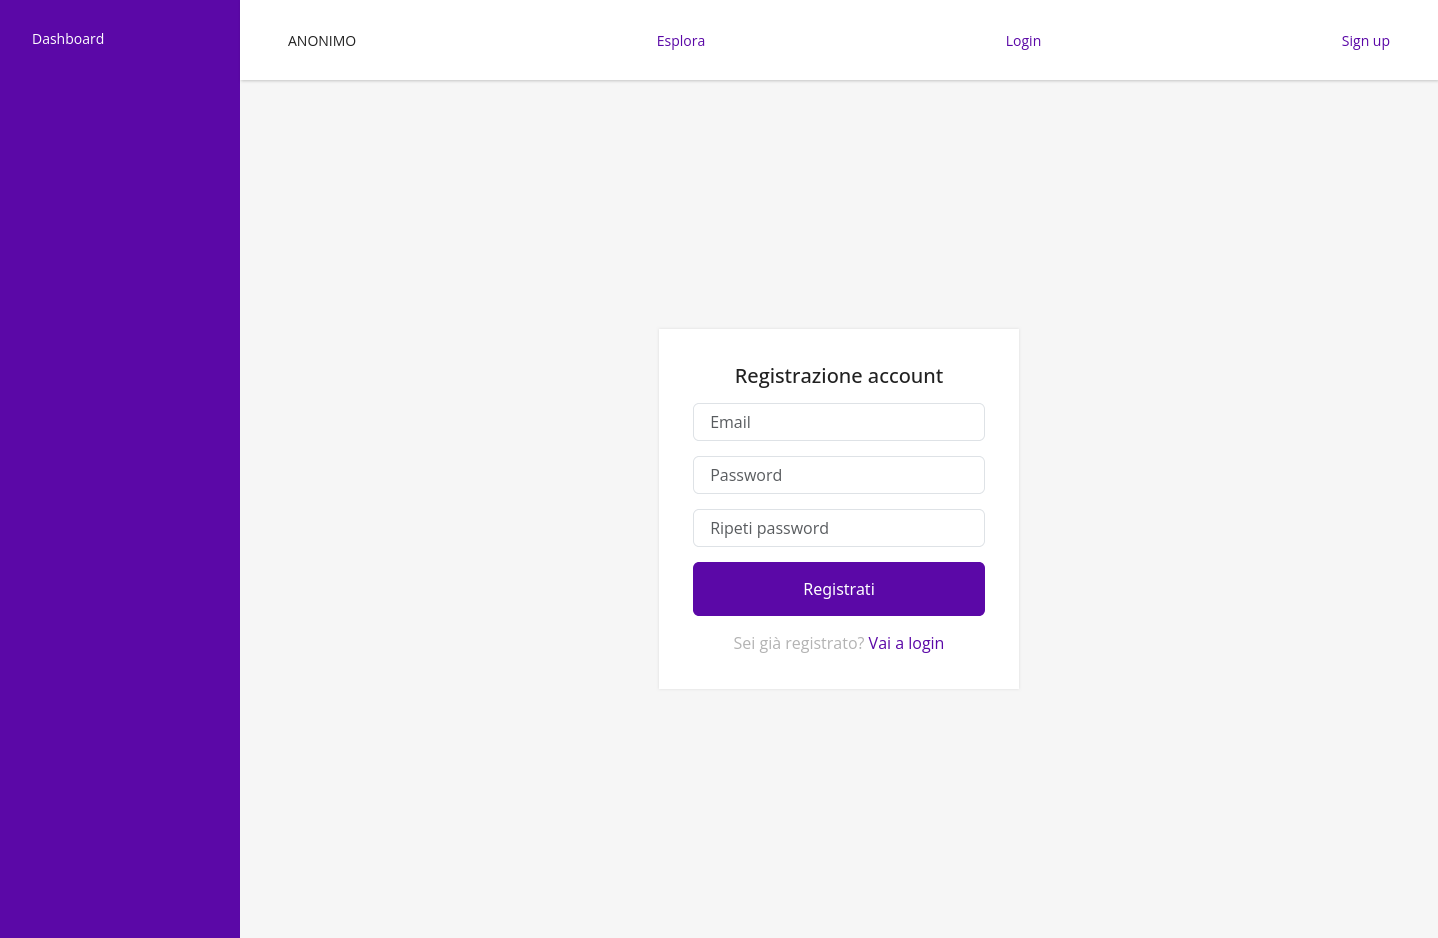 Dashboard
ANONIMO Esplora Login Sign up
Registrazione account
Email
Password
Ripeti password
Registrati
Sei già registrato? Vai a login